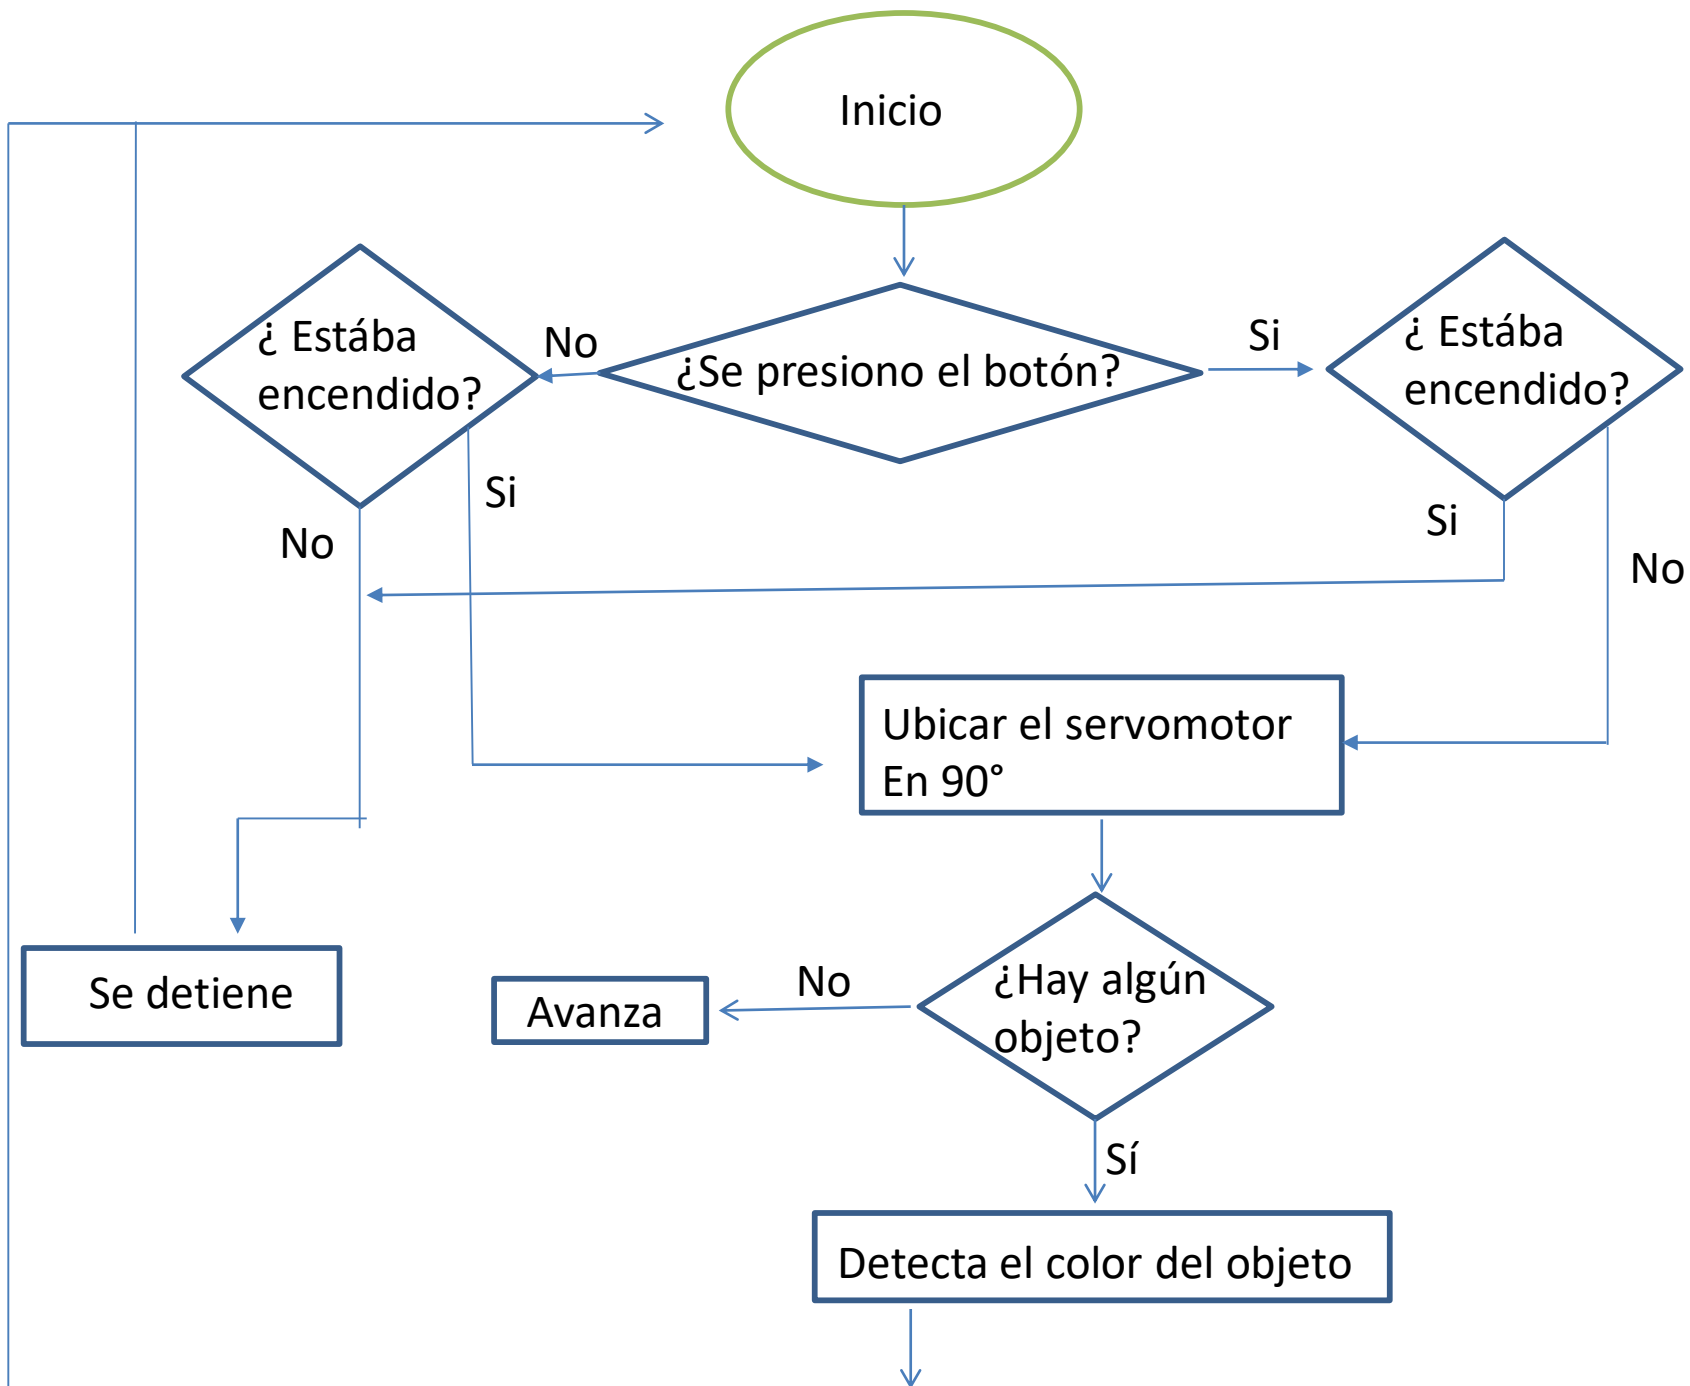 Inicio
¿ Estába
encendido?
No
¿Se presiono el botón?
Si
¿ Estába
encendido?
Si
No
Si
No
Ubicar el servomotor
En 90°
Se detiene
Avanza
No
¿Hay algún
objeto?
Sí
Detecta el color del objeto